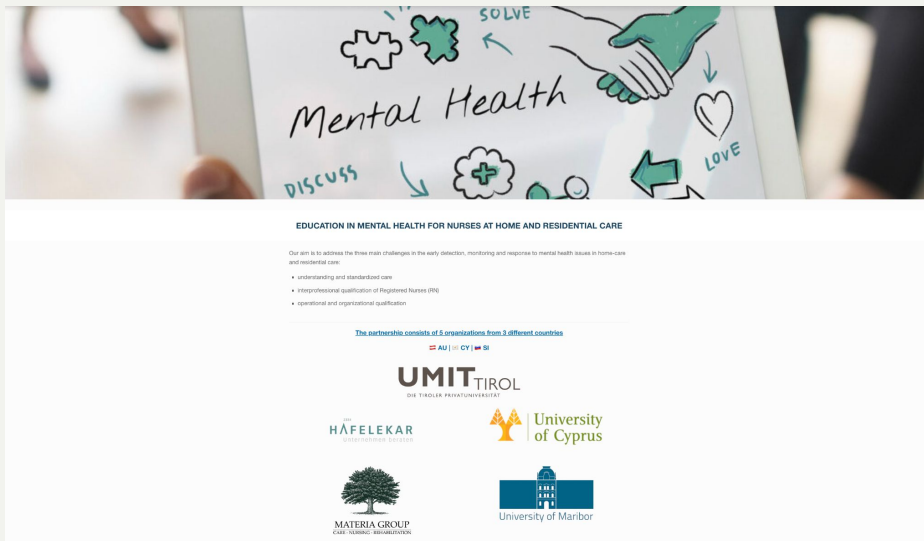 SOLVE
Mental Health
DISCUSS
LOVE
EDUCATION IN MENTAL HEALTH FOR NURSES AT HOME AND RESIDENTIAL CARE
Our aim is to address the three main challenges in the early detection, monitoring and response to mental health issues in home-care
and residential care:
• understanding and standardized care
• interprofessional qualification of Registered Nurses (RN)
• operational and organizational qualification
The partnership consists of 5 organizations from 3 different countries
AU | CY | SI
UMIT TIROL
DIE TIROLER PRIVATUNIVERSITÄT
HAFELEKAR
unternehmen beraten
University
of Cyprus
MATERIA GROUP
CARE - NURSING - REHABILITATION
University of Maribor